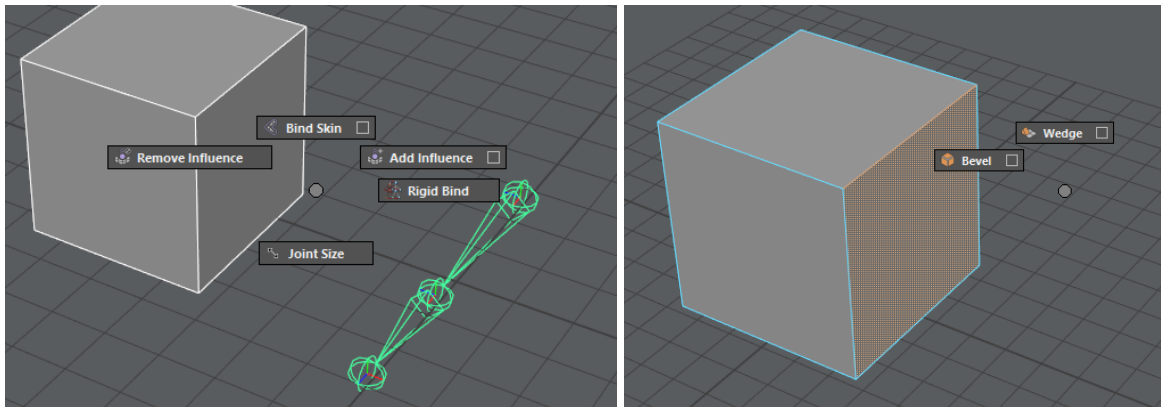 Bind Skin
Remove Influence
Add Influence
Rigid Bind
Joint Size
Wedge
Bevel